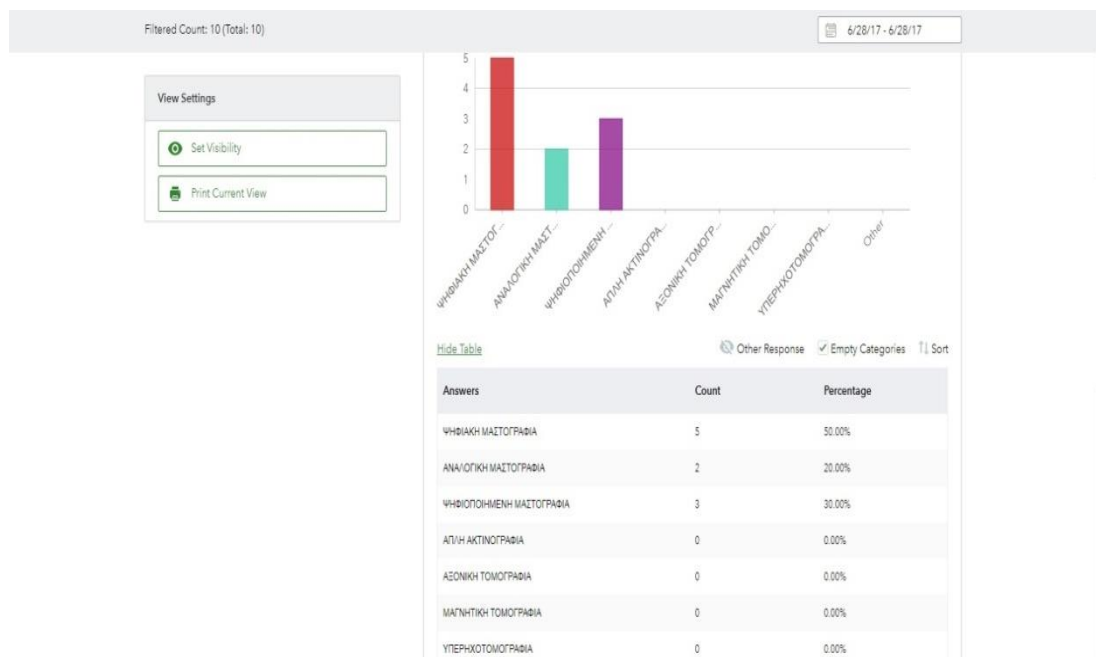 Filtered Count: 10 (Total: 10)
6/28/17 - 6/28/17
View Settings
Set Visibility
Print Current View
5
4
3
2
1
0
ΨΗΦΙΑΚΗ ΜΑΣΤΟΓ...
ΑΝΑΛΟΓΙΚΗ ΜΑΣΤ...
ΨΗΦΙΟΠΟΙΗΜΕΝΗ ...
ΑΠΛΗ ΑΚΤΙΝΟΓΡΑ...
ΑΞΟΝΙΚΗ ΤΟΜΟΓΡ...
ΜΑΓΝΗΤΙΚΗ ΤΟΜΟ...
ΥΠΕΡΗΧΟΤΟΜΟΓΡΑ...
Other
Hide Table Other Response Empty Categories Sort
Answers Count Percentage
ΨΗΦΙΑΚΗ ΜΑΣΤΟΓΡΑΦΙΑ 5 50.00%
ΑΝΑΛΟΓΙΚΗ ΜΑΣΤΟΓΡΑΦΙΑ 2 20.00%
ΨΗΦΙΟΠΟΙΗΜΕΝΗ ΜΑΣΤΟΓΡΑΦΙΑ 3 30.00%
ΑΠΛΗ ΑΚΤΙΝΟΓΡΑΦΙΑ 0 0.00%
ΑΞΟΝΙΚΗ ΤΟΜΟΓΡΑΦΙΑ 0 0.00%
ΜΑΓΝΗΤΙΚΗ ΤΟΜΟΓΡΑΦΙΑ 0 0.00%
ΥΠΕΡΗΧΟΤΟΜΟΓΡΑΦΙΑ 0 0.00%